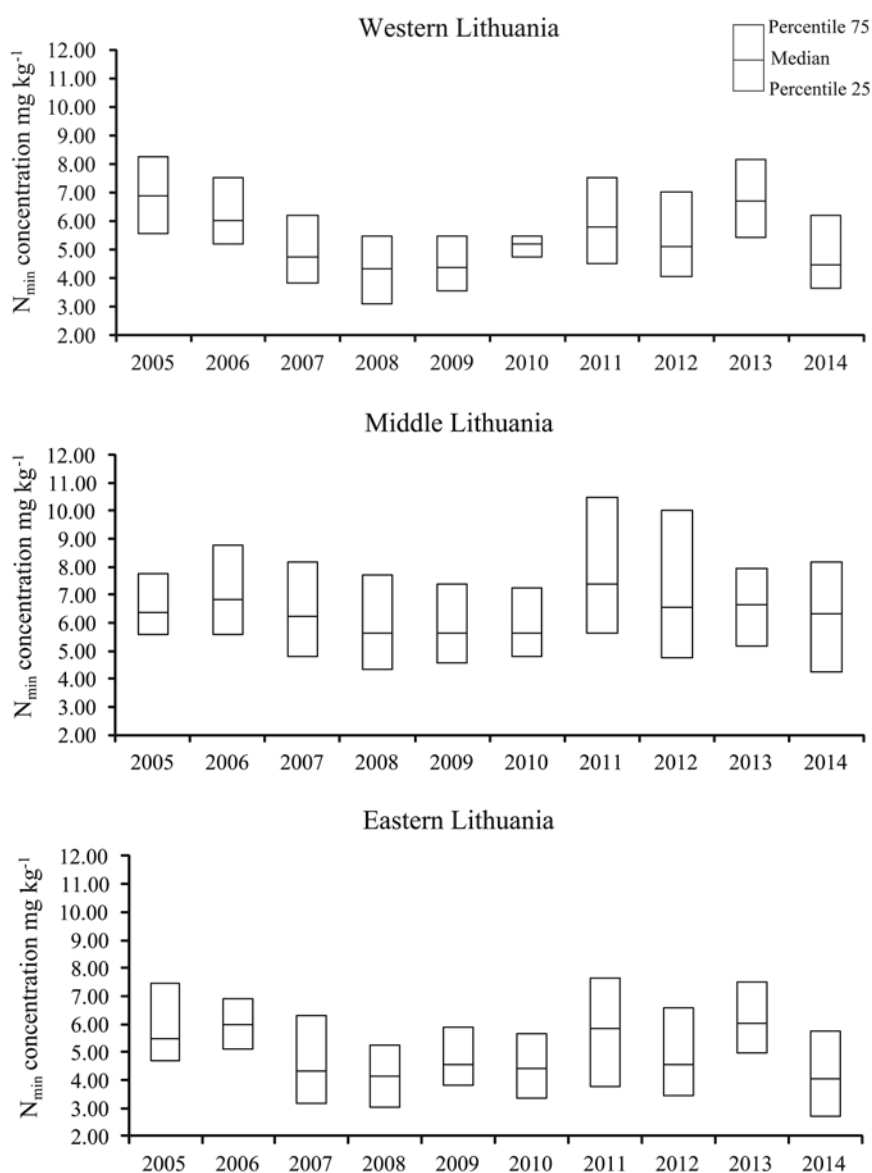 Western Lithuania
Percentile 75
Median
Percentile 25
N_min concentration mg kg⁻¹
12.00
11.00
10.00
9.00
8.00
7.00
6.00
5.00
4.00
3.00
2.00
2005 2006 2007 2008 2009 2010 2011 2012 2013 2014
Middle Lithuania
N_min concentration mg kg⁻¹
12.00
11.00
10.00
9.00
8.00
7.00
6.00
5.00
4.00
3.00
2.00
2005 2006 2007 2008 2009 2010 2011 2012 2013 2014
Eastern Lithuania
N_min concentration mg kg⁻¹
12.00
11.00
10.00
9.00
8.00
7.00
6.00
5.00
4.00
3.00
2.00
2005 2006 2007 2008 2009 2010 2011 2012 2013 2014